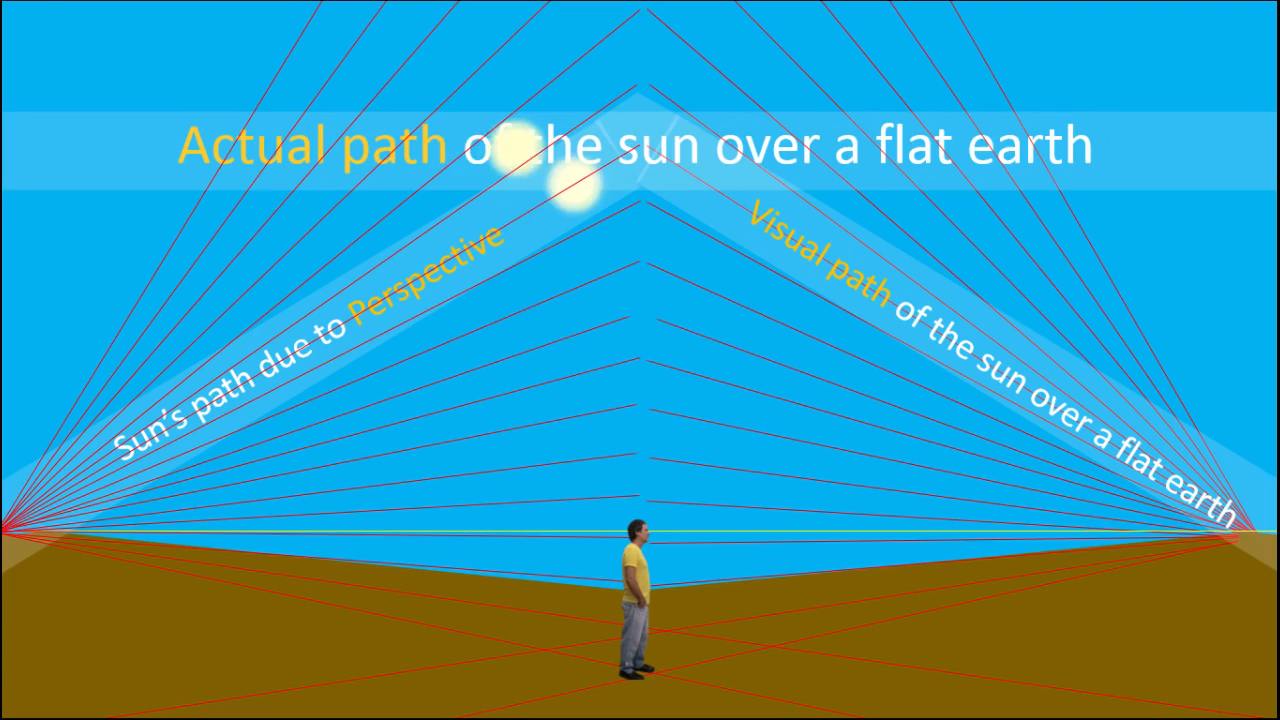 Actual path of the sun over a flat earth
Sun's path due to Perspective
Visual path of the sun over a flat earth